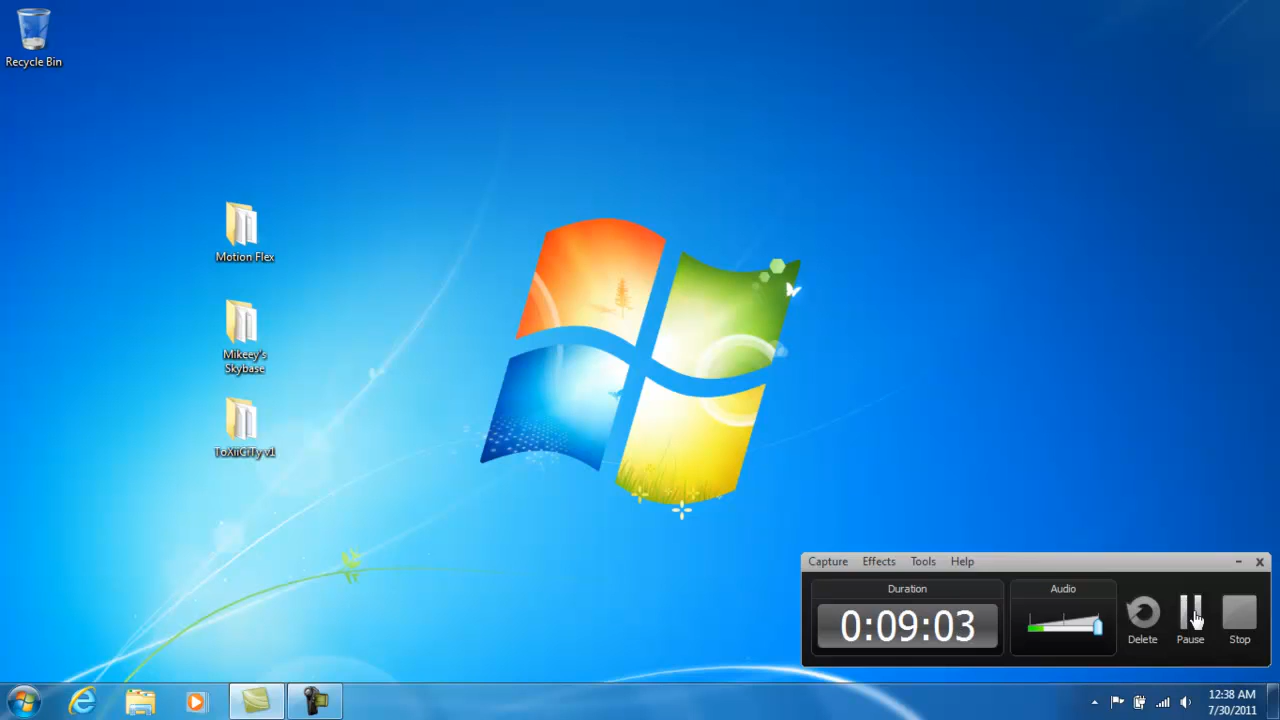 Recycle Bin
Motion Flex
Mikeey's
Skybase
ToXiiCiTy v1
Capture Effects Tools Help
Duration
Audio
0:09:03
Delete Pause Stop
12:38 AM
7/30/2011